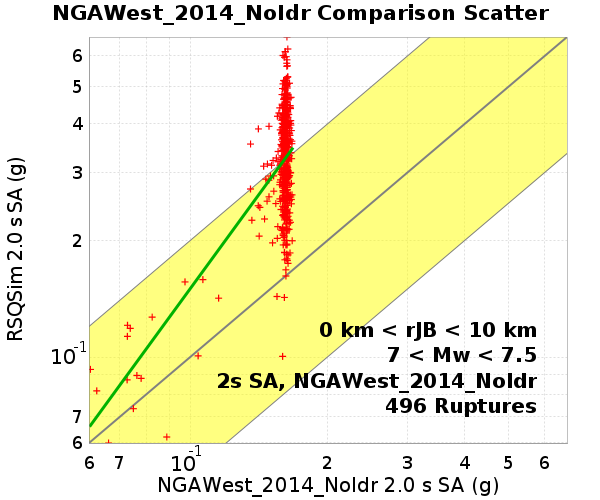 NGAWest_2014_NoIdr Comparison Scatter
RSQSim 2.0 s SA (g)
6
5
4
3
2
10-1
7
6
0 km < rJB < 10 km
7 < Mw < 7.5
2s SA, NGAWest_2014_NoIdr
496 Ruptures
6 7 10-1 2 3 4 5 6
NGAWest_2014_NoIdr 2.0 s SA (g)